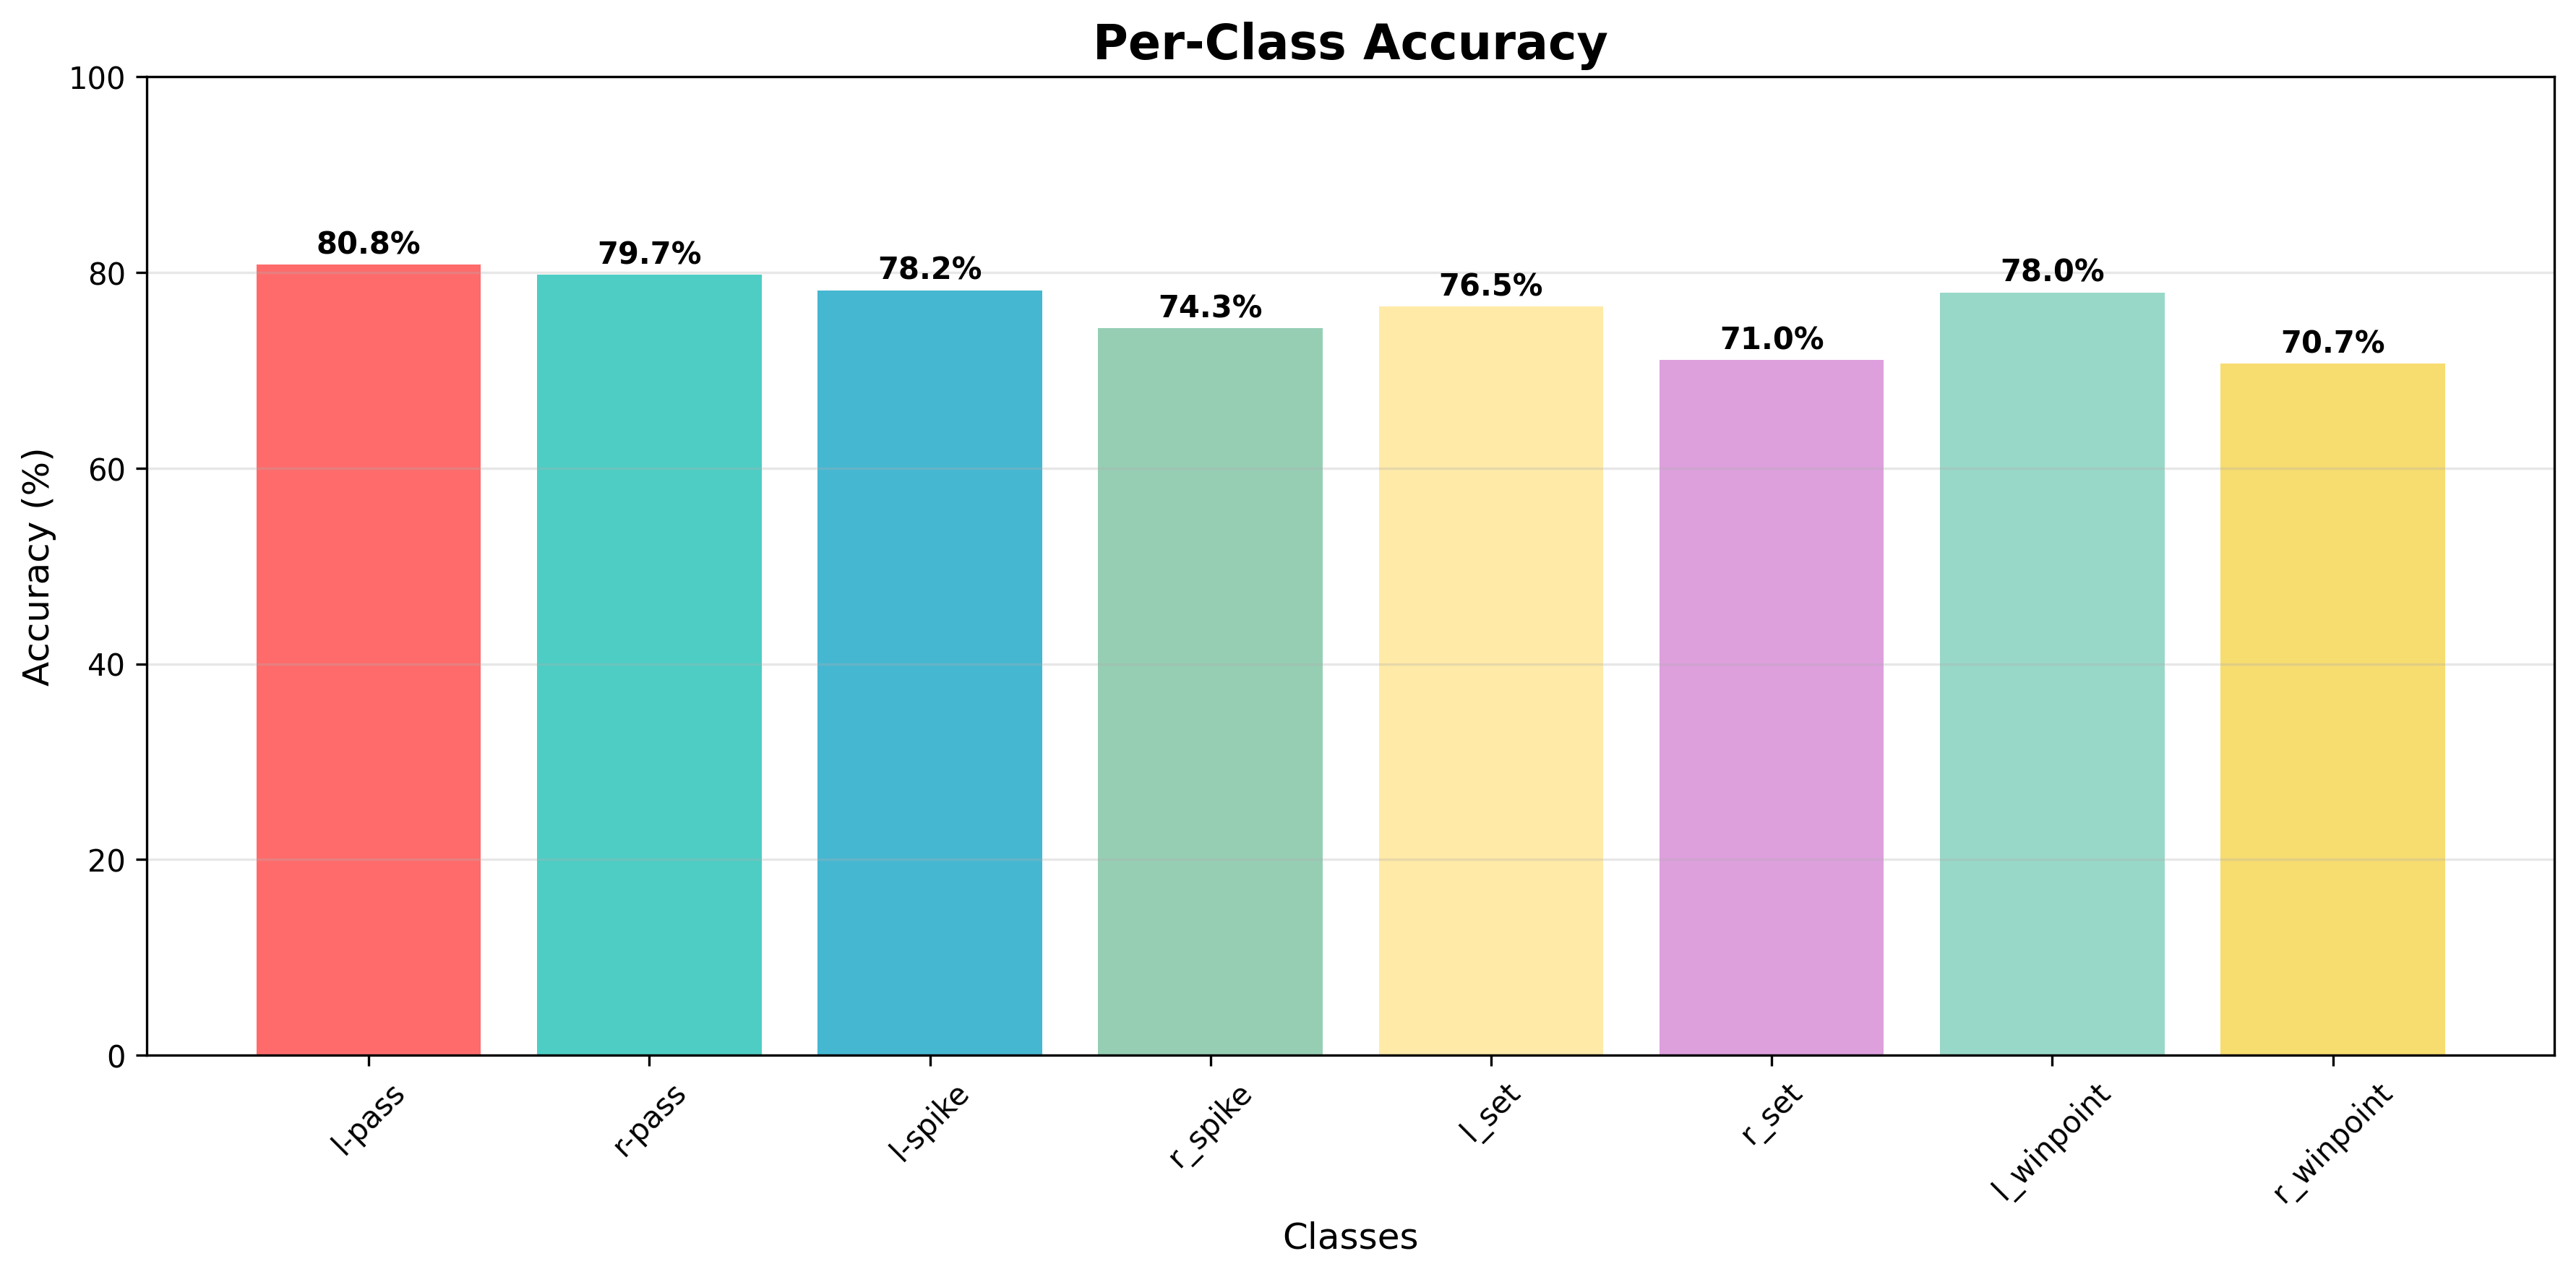 Per-Class Accuracy
100
80
60
40
20
0
Accuracy (%)
80.8%
79.7%
78.2%
74.3%
76.5%
71.0%
78.0%
70.7%
l-pass
r-pass
l-spike
r_spike
l_set
r_set
l_winpoint
r_winpoint
Classes